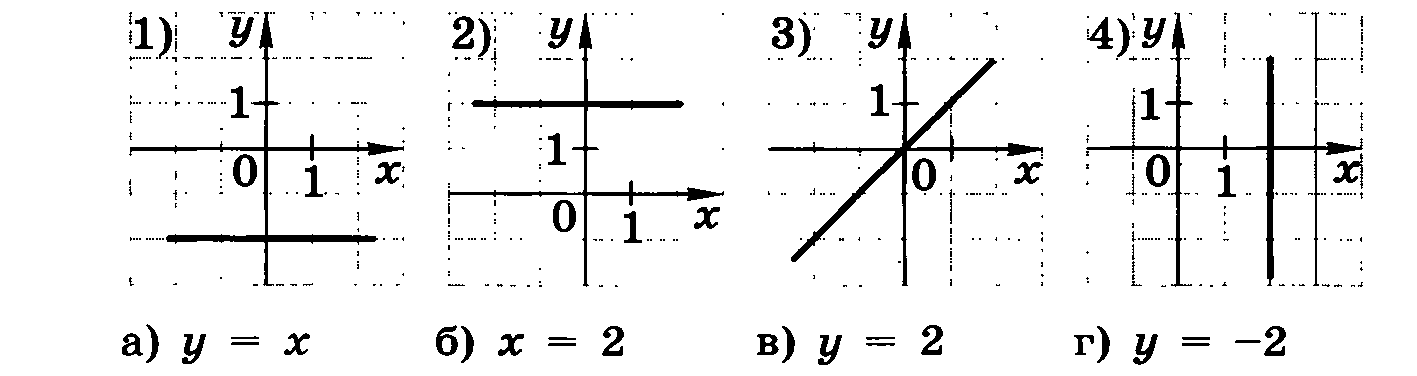 1) y 1 0 1 x
2) y 1 0 1 x
3) y 1 0 x
4) y 1 0 1 x
а) y = x
б) x = 2
в) y = 2
г) y = −2